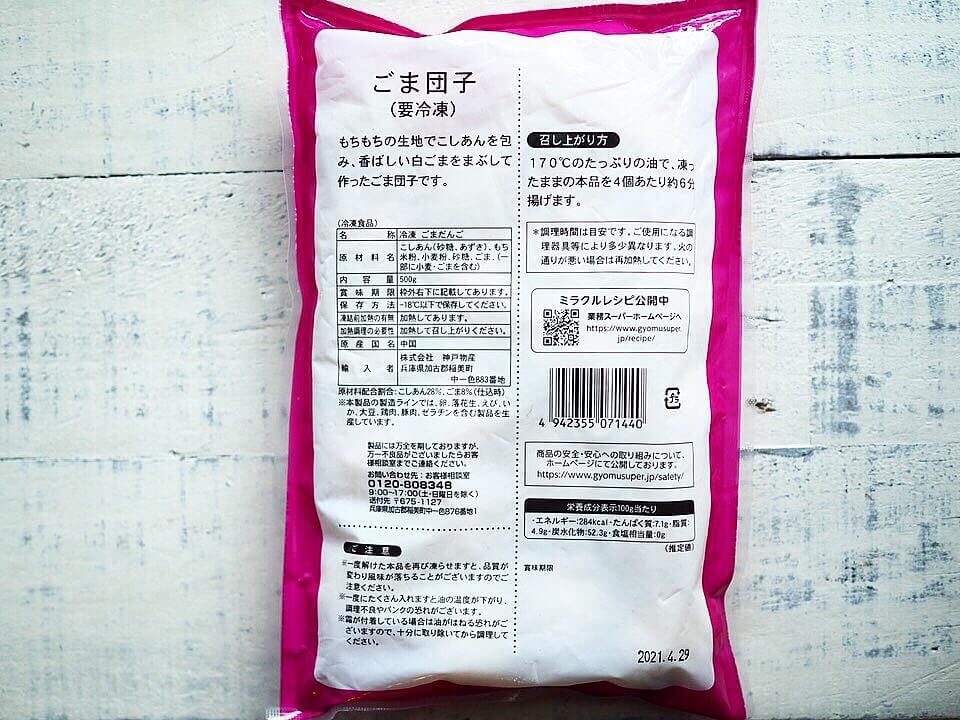 ごま団子
(要冷凍)
もちもちの生地でこしあんを包
み、香ばしい白ごまをまぶして
作ったごま団子です。
(冷凍食品)
名称 冷凍 ごまだんご
原材料名 こしあん(砂糖、あずき)、もち
米粉、小麦粉、砂糖、ごま、(一
部に小麦・ごまを含む)
内容量 500g
賞味期限 枠外右下に記載してあります。
保存方法 -18℃以下で保存してください。
凍結前加熱の有無 加熱してあります。
加熱調理の必要性 加熱して召し上がりください。
原産国名 中国
輸入者 株式会社 神戸物産
兵庫県加古郡稲美町
中一色883番地
原材料配合割合:こしあん28%、ごま8%(仕込時)
※本製品の製造ラインでは、卵、落花生、えび、い
か、大豆、鶏肉、豚肉、ゼラチンを含む製品を生
産しています。
製品には万全を期しておりますが、
万一不良品がございましたらお客
様相談室までご連絡ください。
お問い合わせ先:お客様相談室
0120-808348
9:00~17:00(土・日曜日を除く)
送付先 〒675-1127
兵庫県加古郡稲美町中一色876番地1
ご注意
※一度解けた本品を再び凍らせますと、品質が
変わり風味が落ちることがございますのでご
注意ください。
※一度にたくさん入れますと油の温度が下がり、
調理不良やパンクの恐れがございます。
※霜が付着している場合は油がはねる恐れがご
ざいますので、十分に取り除いてから調理して
ください。
召し上がり方
170℃のたっぷりの油で、凍っ
たままの本品を4個あたり約6分
揚げます。
*調理時間は目安です。ご使用になる調
理器具等により多少異なります。火の
通りが悪い場合は再加熱してください。
ミラクルレシピ公開中
業務スーパーホームページへ
https://www.gyomusuper.
jp/recipe/
4 942355 071440
プラ
商品の安全・安心への取り組みについて、
ホームページにて公開しております。
https://www.gyomusuper.jp/safety/
栄養成分表示100g当たり
・エネルギー:284kcal・たんぱく質:7.1g・脂質:
4.9g・炭水化物:52.3g・食塩相当量:0g
(推定値)
賞味期限
2021.4.29